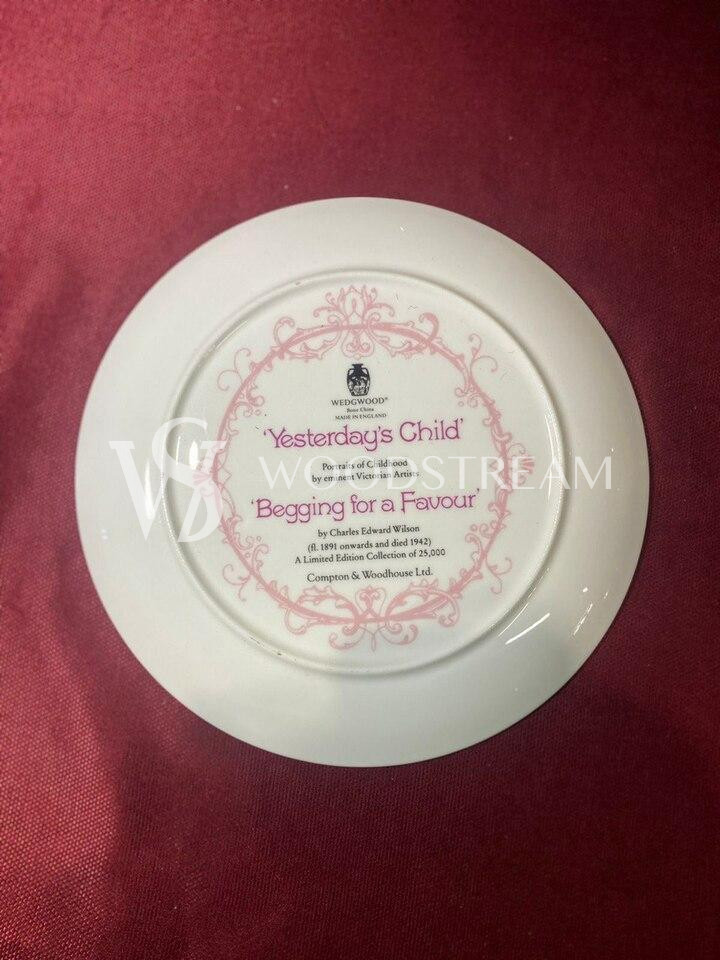 WEDGWOOD®
Bone China
MADE IN ENGLAND
'Yesterday's Child'
Portraits of Childhood
by eminent Victorian Artists
WS WOODSTREAM
'Begging for a Favour'
by Charles Edward Wilson
(fl. 1891 onwards and died 1942)
A Limited Edition Collection of 25,000
Compton & Woodhouse Ltd.